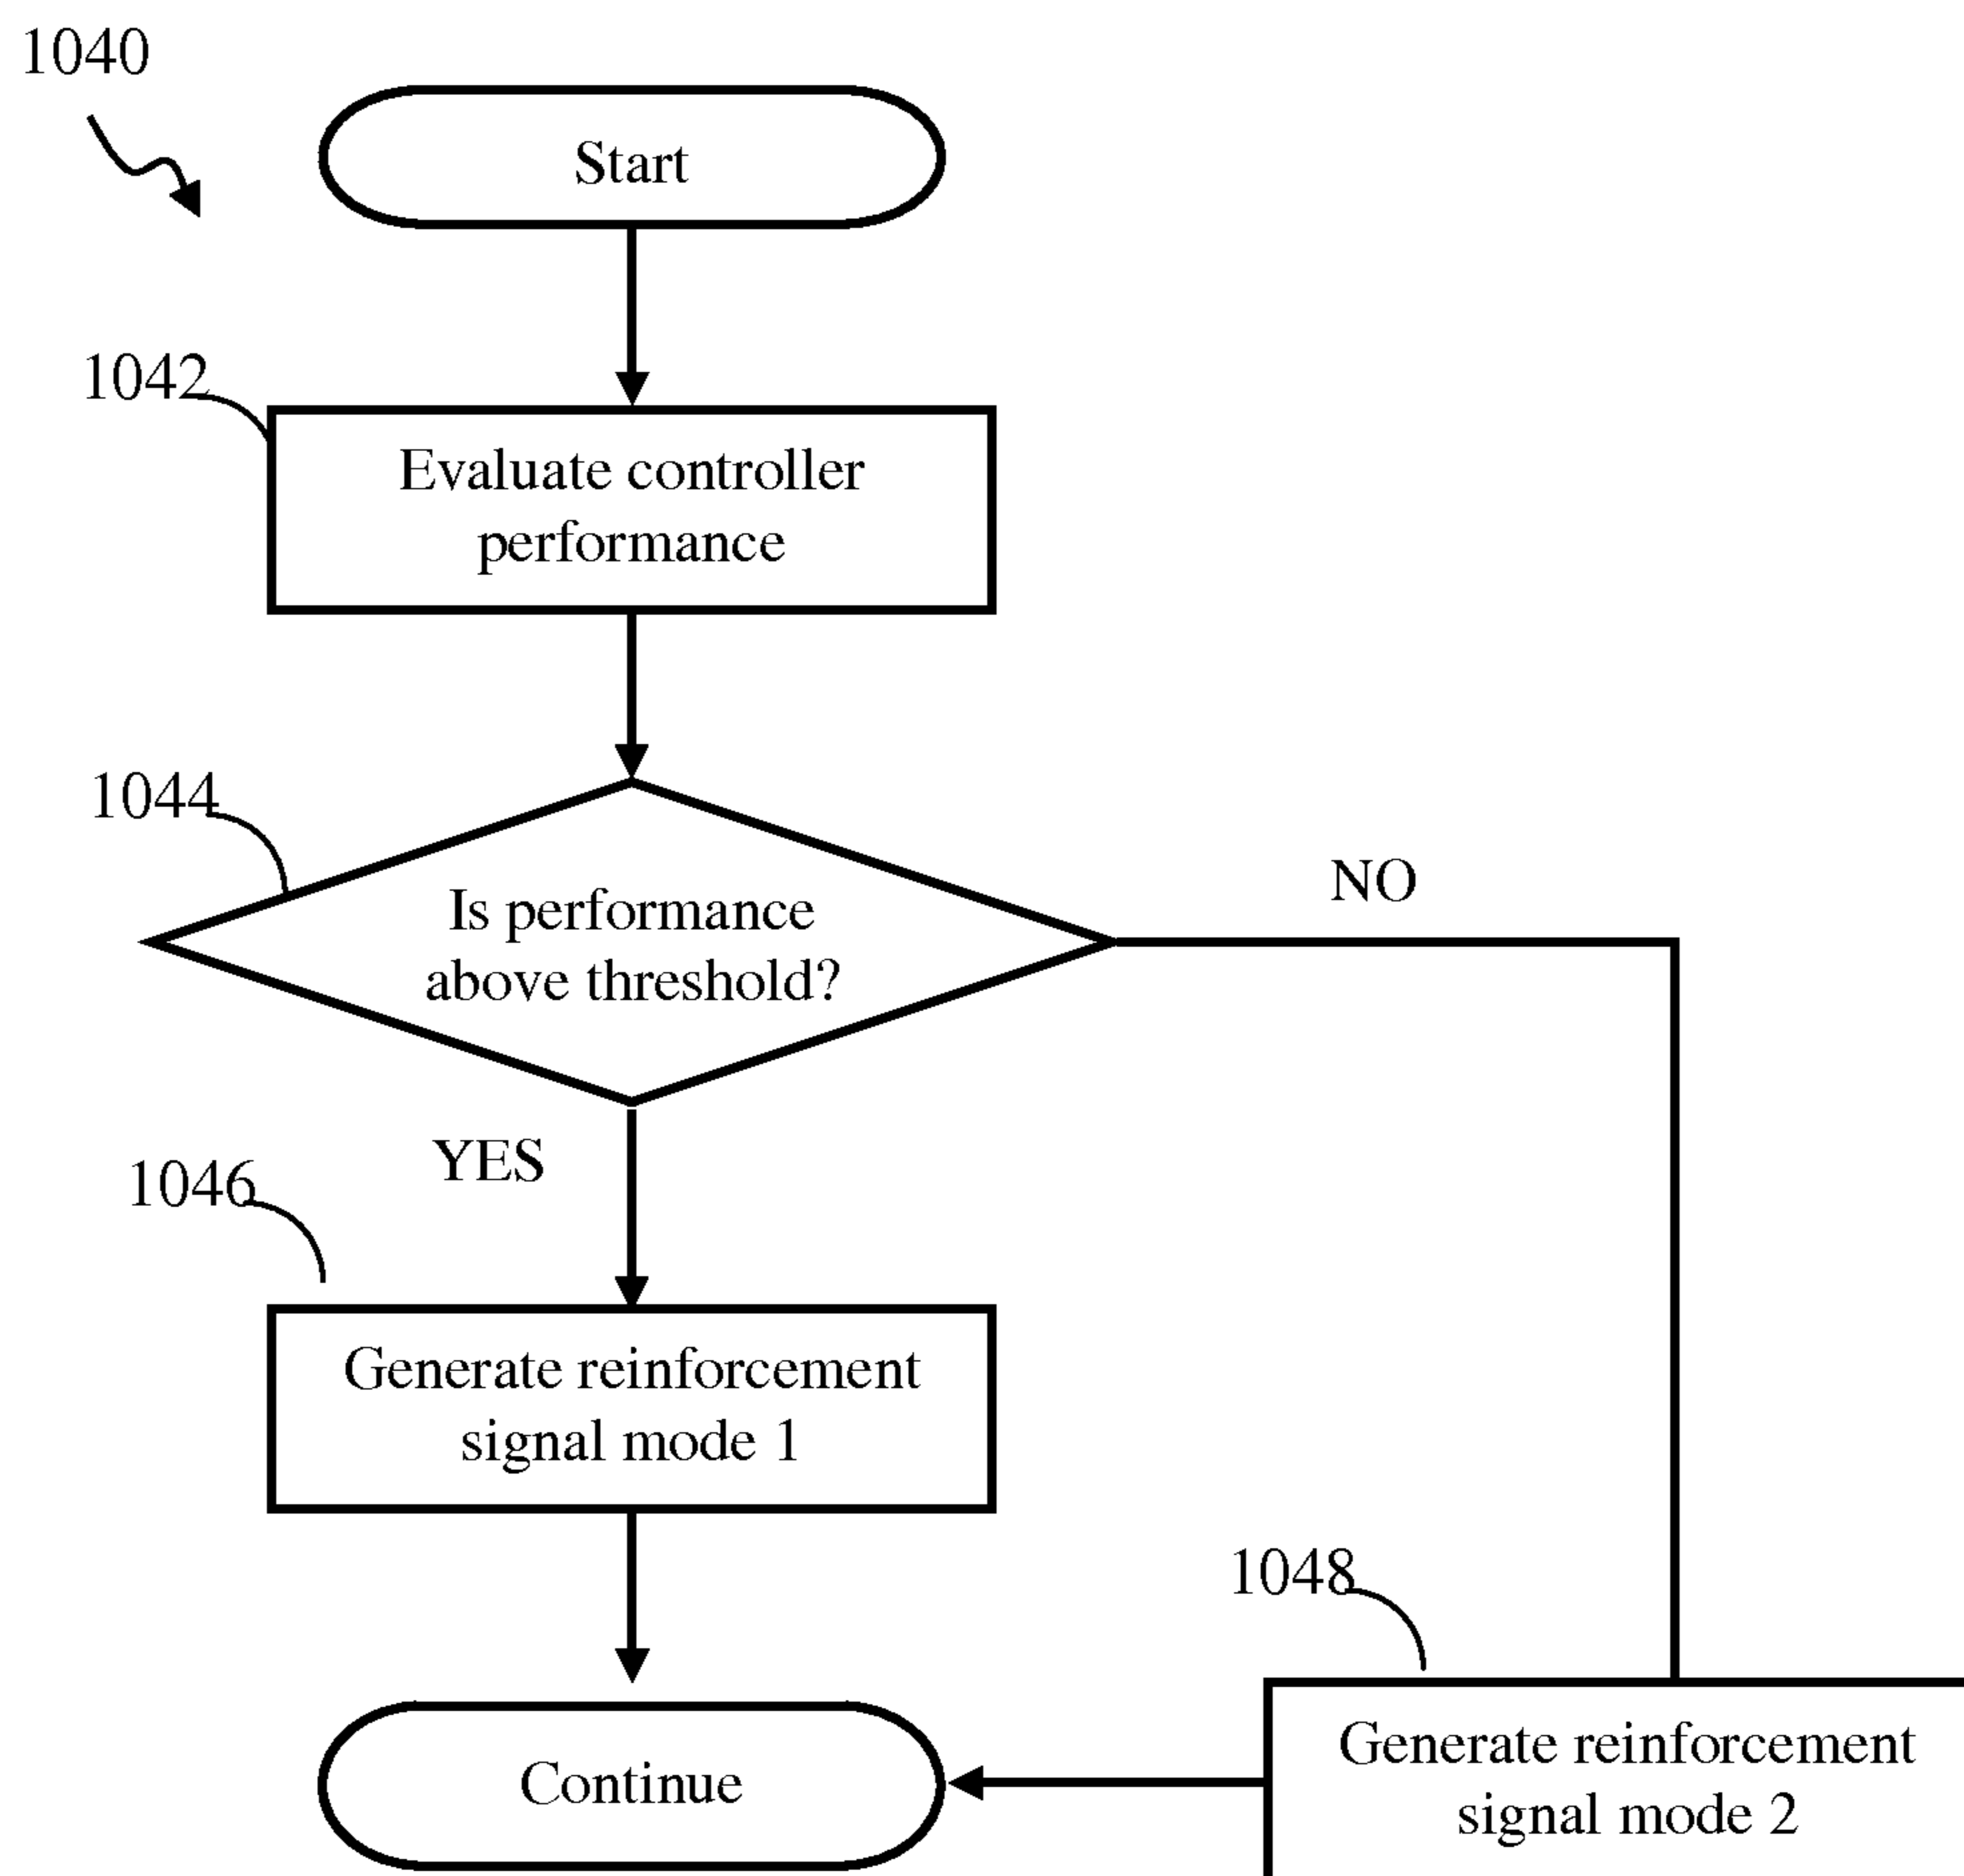 1040
Start
1042
Evaluate controller
performance
1044
Is performance
above threshold?
NO
YES
1046
Generate reinforcement
signal mode 1
1048
Generate reinforcement
signal mode 2
Continue